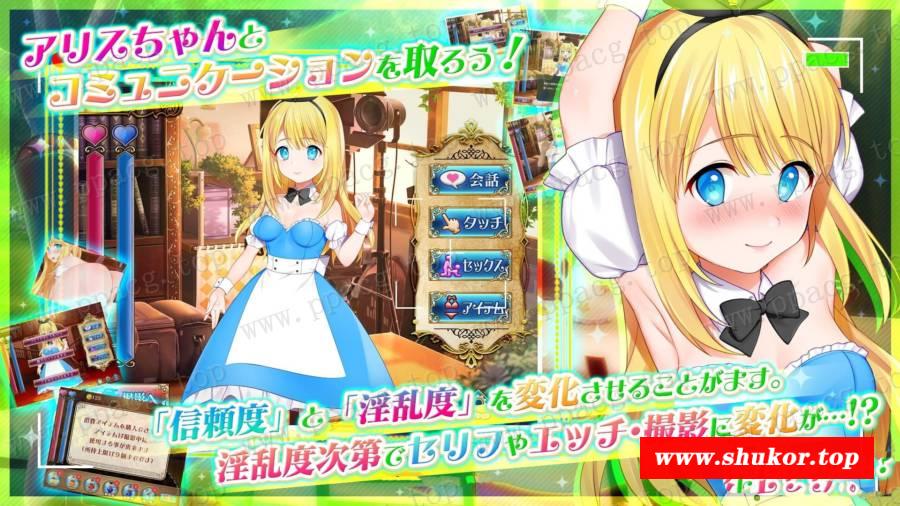 アリスちゃんと
コミュニケーションを取ろう！
会話
タッチ
セックス
アイテム
「信頼度」と「淫乱度」を変化させることがます。
淫乱度次第でセリフやエッチ・撮影に変化が…!?
www.ppacg.top
www.shukor.top